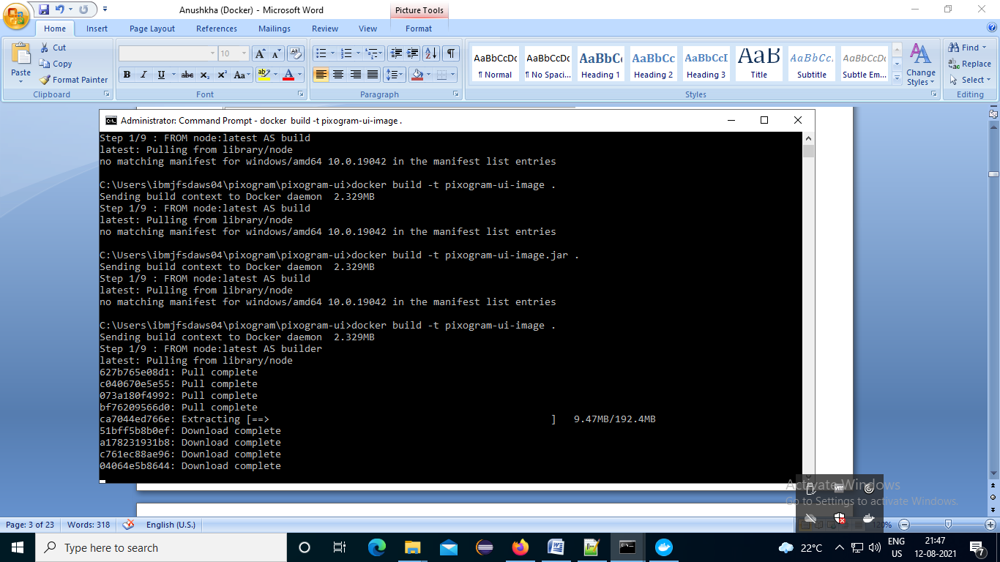 Anushkha (Docker) - Microsoft Word
Picture Tools
Home Insert Page Layout References Mailings Review View Format
Paste
Cut
Copy
Format Painter
Clipboard
10
Font
Paragraph
AaBbCcDc AaBbCcDc AaBbC( AaBbCc AaBbCcI AaB AaBbCc. AaBbCcDc
¶ Normal ¶ No Spaci... Heading 1 Heading 2 Heading 3 Title Subtitle Subtle Em...
Change
Styles
Styles
Find
Replace
Select
Editing
Administrator: Command Prompt - docker build -t pixogram-ui-image .
Step 1/9 : FROM node:latest AS build
latest: Pulling from library/node
no matching manifest for windows/amd64 10.0.19042 in the manifest list entries
C:\Users\ibmjfsdaws04\pixogram\pixogram-ui>docker build -t pixogram-ui-image .
Sending build context to Docker daemon  2.329MB
Step 1/9 : FROM node:latest AS build
latest: Pulling from library/node
no matching manifest for windows/amd64 10.0.19042 in the manifest list entries
C:\Users\ibmjfsdaws04\pixogram\pixogram-ui>docker build -t pixogram-ui-image.jar .
Sending build context to Docker daemon  2.329MB
Step 1/9 : FROM node:latest AS build
latest: Pulling from library/node
no matching manifest for windows/amd64 10.0.19042 in the manifest list entries
C:\Users\ibmjfsdaws04\pixogram\pixogram-ui>docker build -t pixogram-ui-image .
Sending build context to Docker daemon  2.329MB
Step 1/9 : FROM node:latest AS builder
latest: Pulling from library/node
627b765e08d1: Pull complete
c040670e5e55: Pull complete
073a180f4992: Pull complete
bf76209566d0: Pull complete
ca7044ed766e: Extracting [==>                                                ]  9.47MB/192.4MB
51bff5b8b0ef: Download complete
a178231931b8: Download complete
c761ec88ae96: Download complete
04064e5b8644: Download complete
Activate Windows
Go to Settings to activate Windows.
Page: 3 of 23 Words: 318 English (U.S.) 120%
Type here to search
22°C
ENG
US
21:47
12-08-2021
7